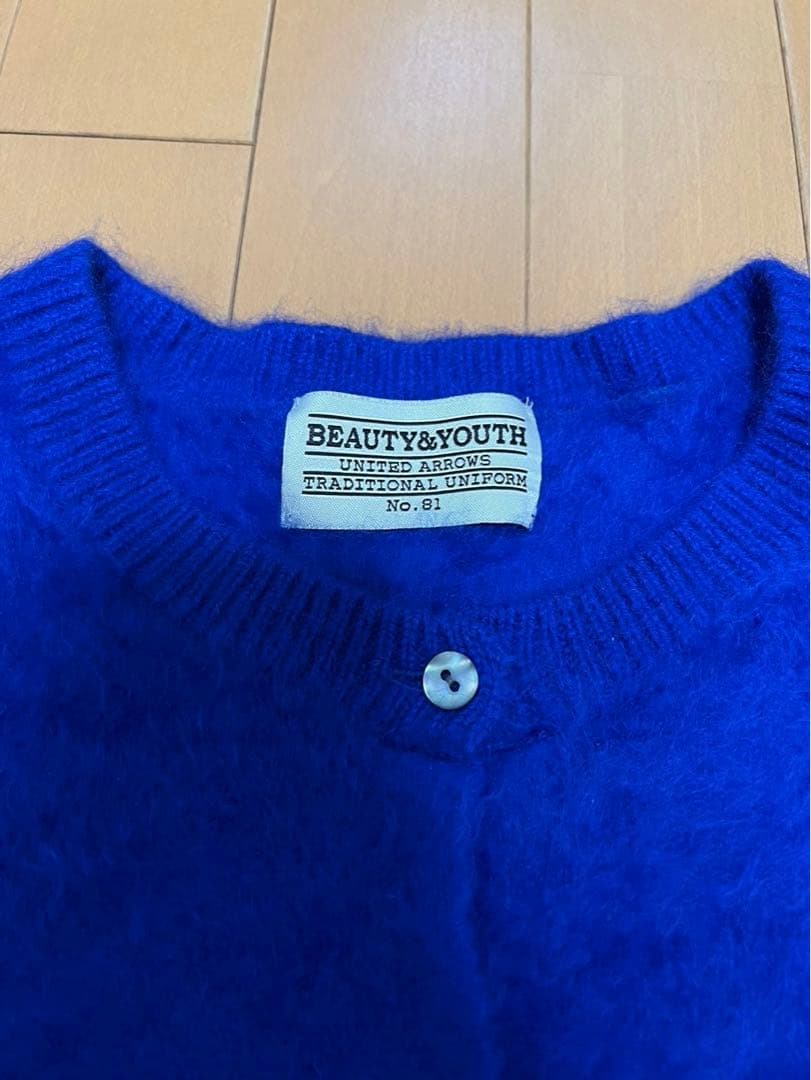 BEAUTY&YOUTH
UNITED ARROWS
TRADITIONAL UNIFORM
No.81